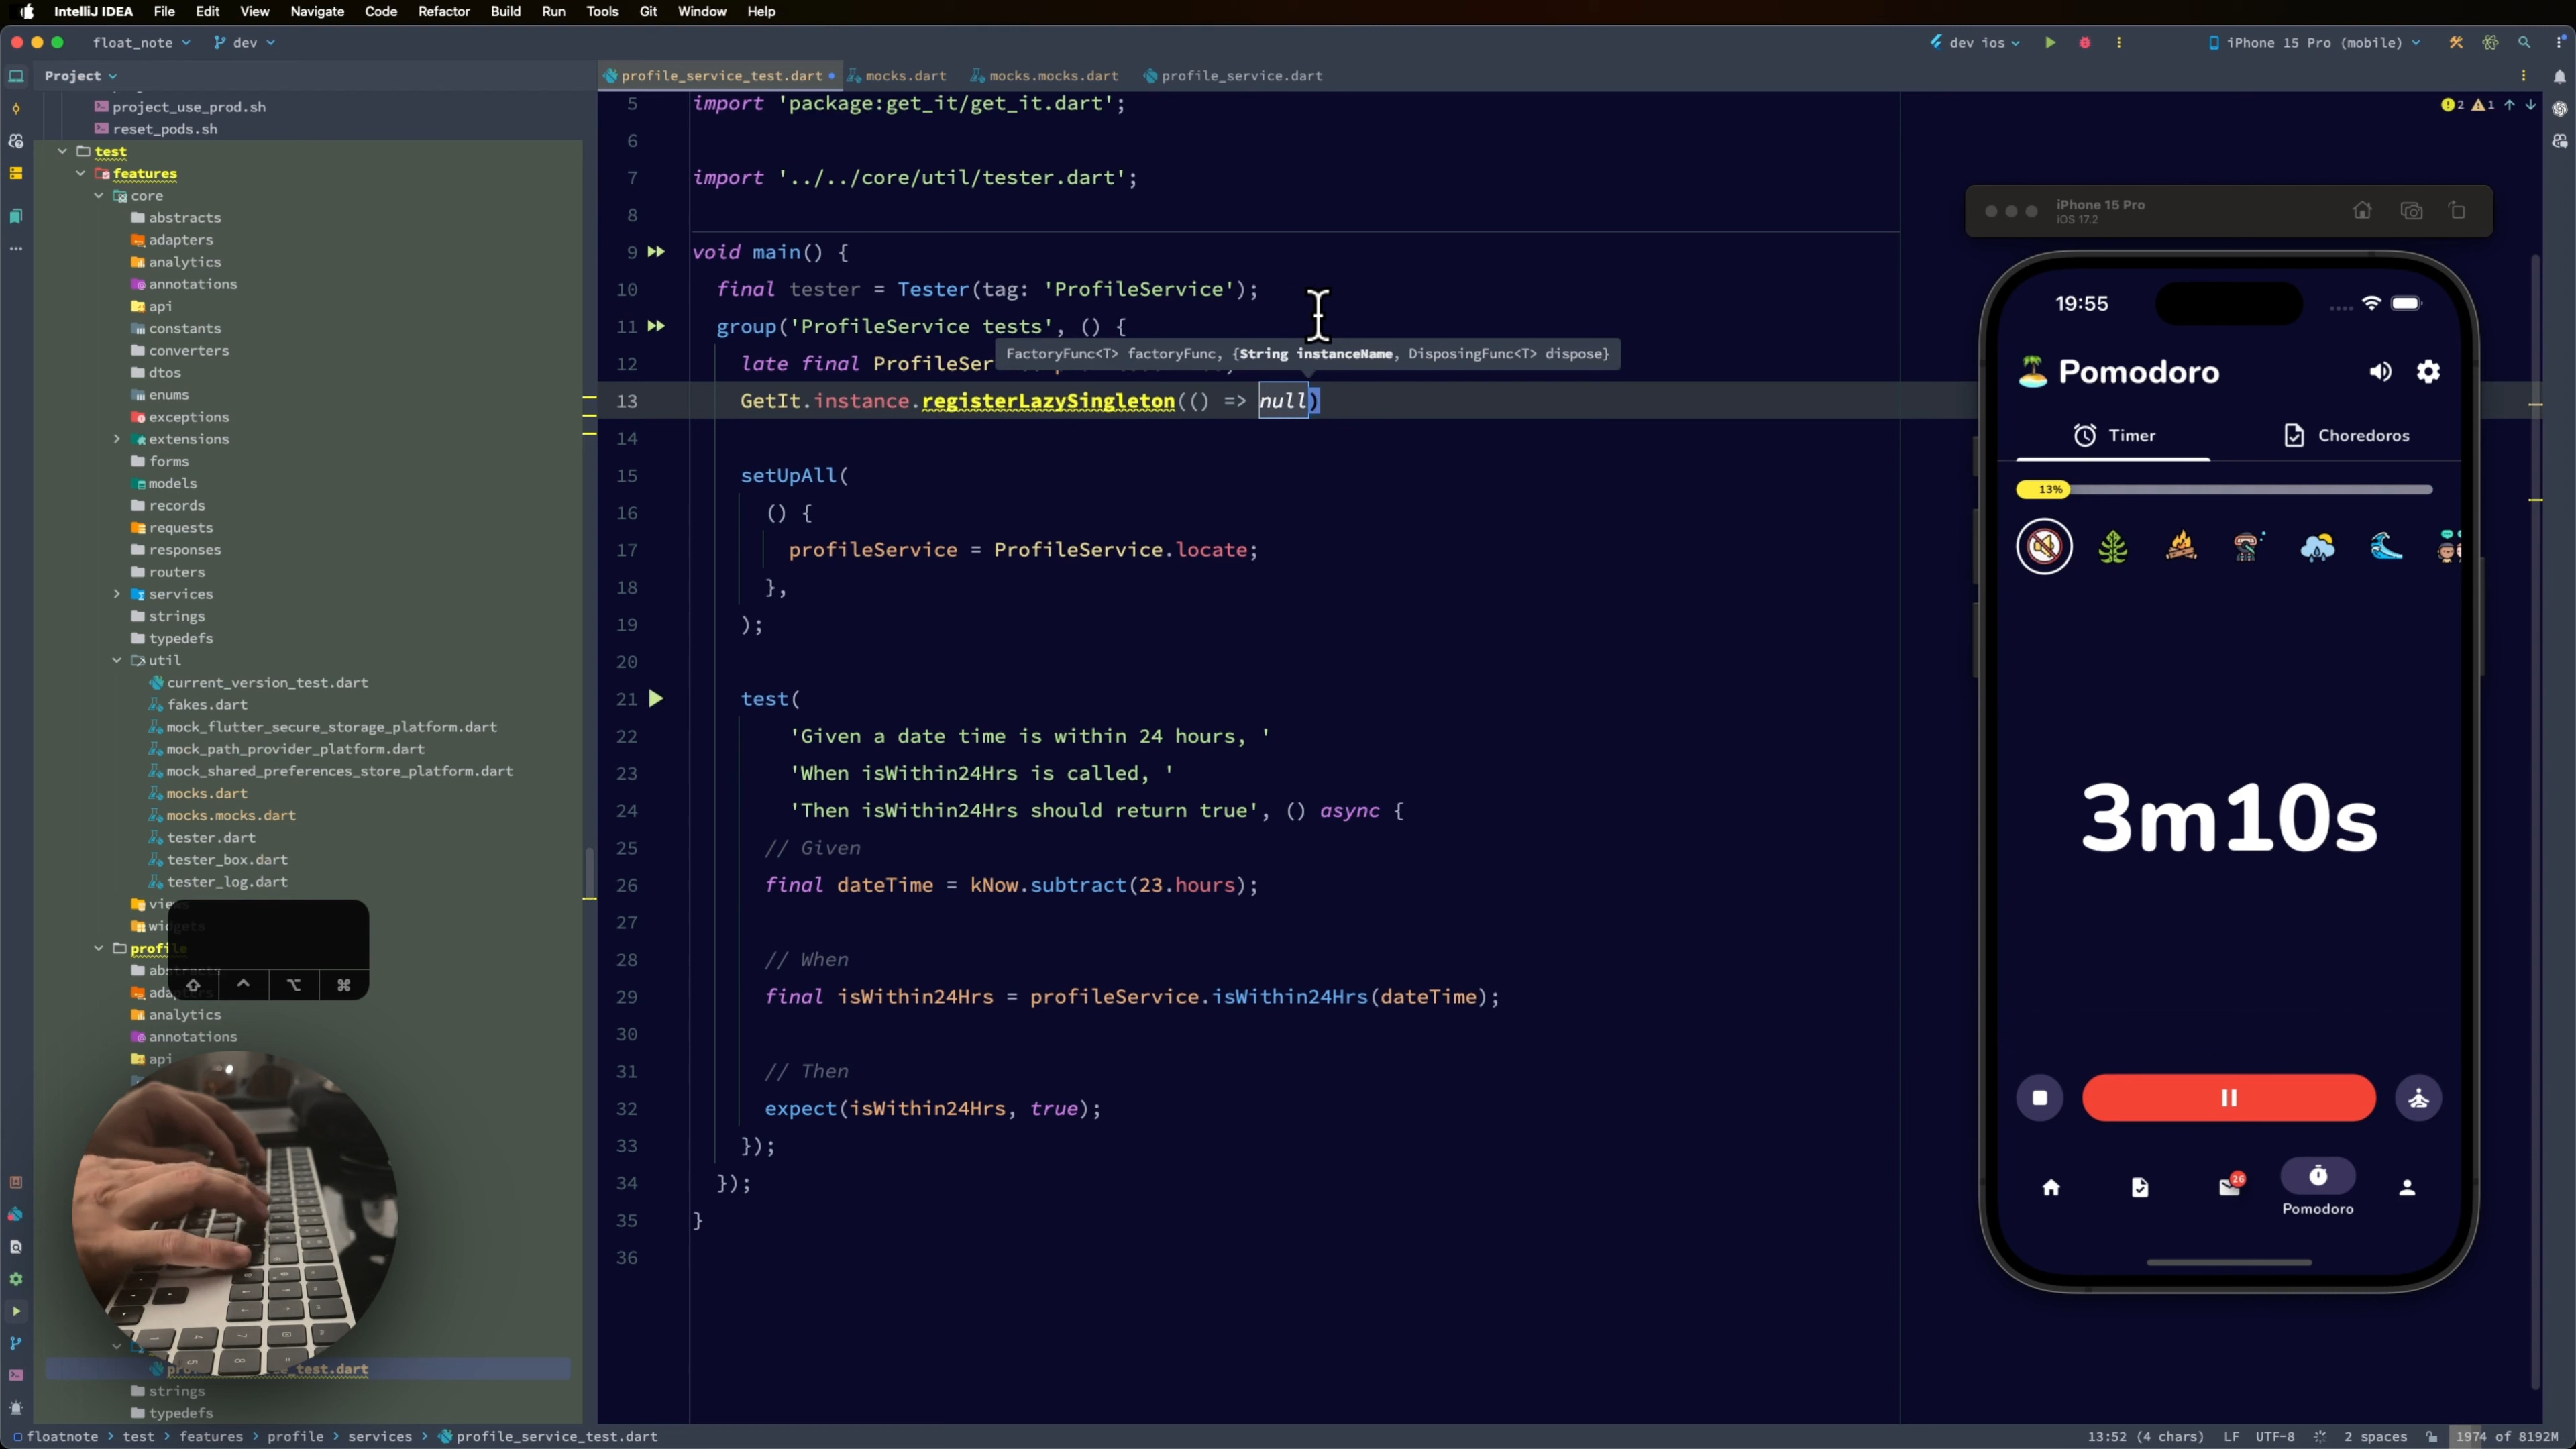 IntelliJ IDEA File Edit View Navigate Code Refactor Build Run Tools Git Window Help
float_note dev dev ios iPhone 15 Pro (mobile)
Project
profile_service_test.dart mocks.dart mocks.mocks.dart profile_service.dart
project_use_prod.sh
reset_pods.sh
test
features
core
abstracts
adapters
analytics
annotations
api
constants
converters
dtos
enums
exceptions
extensions
forms
models
records
requests
responses
routers
services
strings
typedefs
util
current_version_test.dart
fakes.dart
mock_flutter_secure_storage_platform.dart
mock_path_provider_platform.dart
mock_shared_preferences_store_platform.dart
mocks.dart
mocks.mocks.dart
tester.dart
tester_box.dart
tester_log.dart
widgets
analytics
annotations
api
strings
typedefs
2 1
5 import 'package:get_it/get_it.dart';
6
7 import '../../core/util/tester.dart';
8
9 void main() {
10 final tester = Tester(tag: 'ProfileService');
11 group('ProfileService tests', () {
FactoryFunc<T> factoryFunc, {String instanceName, DisposingFunc<T> dispose}
12 late final ProfileSer
13 GetIt.instance.registerLazySingleton(() => null)
14
15 setUpAll(
16 () {
17 profileService = ProfileService.locate;
18 },
19 );
20
21 test(
22 'Given a date time is within 24 hours, '
23 'When isWithin24Hrs is called, '
24 'Then isWithin24Hrs should return true', () async {
25 // Given
26 final dateTime = kNow.subtract(23.hours);
27
28 // When
29 final isWithin24Hrs = profileService.isWithin24Hrs(dateTime);
30
31 // Then
32 expect(isWithin24Hrs, true);
33 });
34 });
35 }
36
iPhone 15 Pro
iOS 17.2
19:55
Pomodoro
Timer Choredoros
13%
3m10s
26
Pomodoro
floatnote > test > features > profile > services > profile_service_test.dart
13:52 (4 chars) LF UTF-8 2 spaces 1974 of 8192M